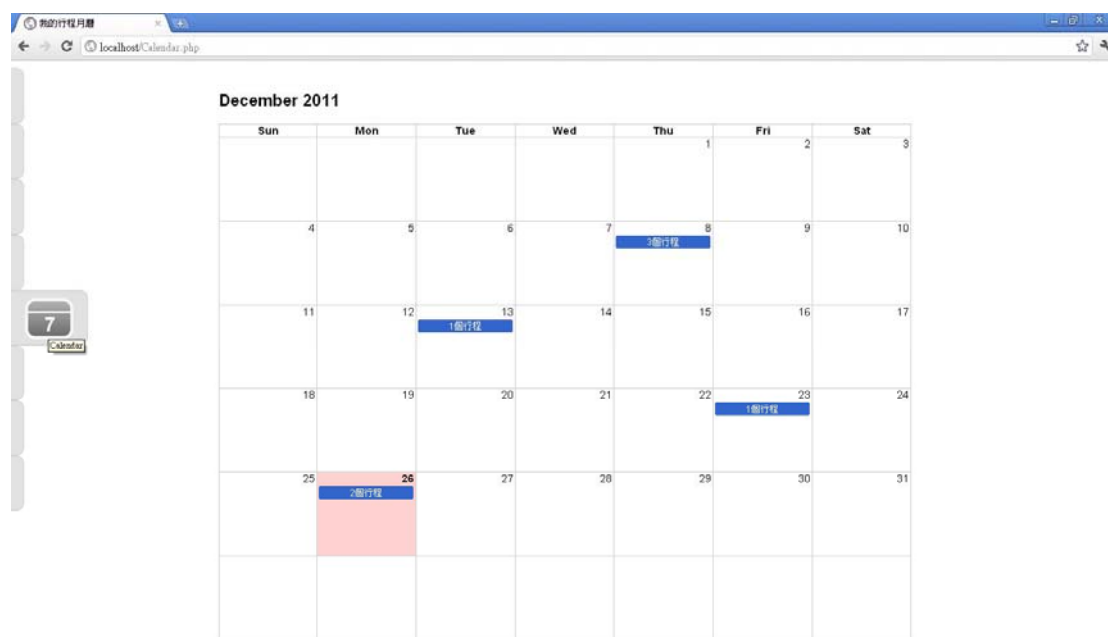 我的行程月曆
localhost/Calendar.php
December 2011
Sun Mon Tue Wed Thu Fri Sat
1 2 3
4 5 6 7 8 9 10
3個行程
11 12 13 14 15 16 17
1個行程
7
Calendar
18 19 20 21 22 23 24
1個行程
25 26 27 28 29 30 31
2個行程